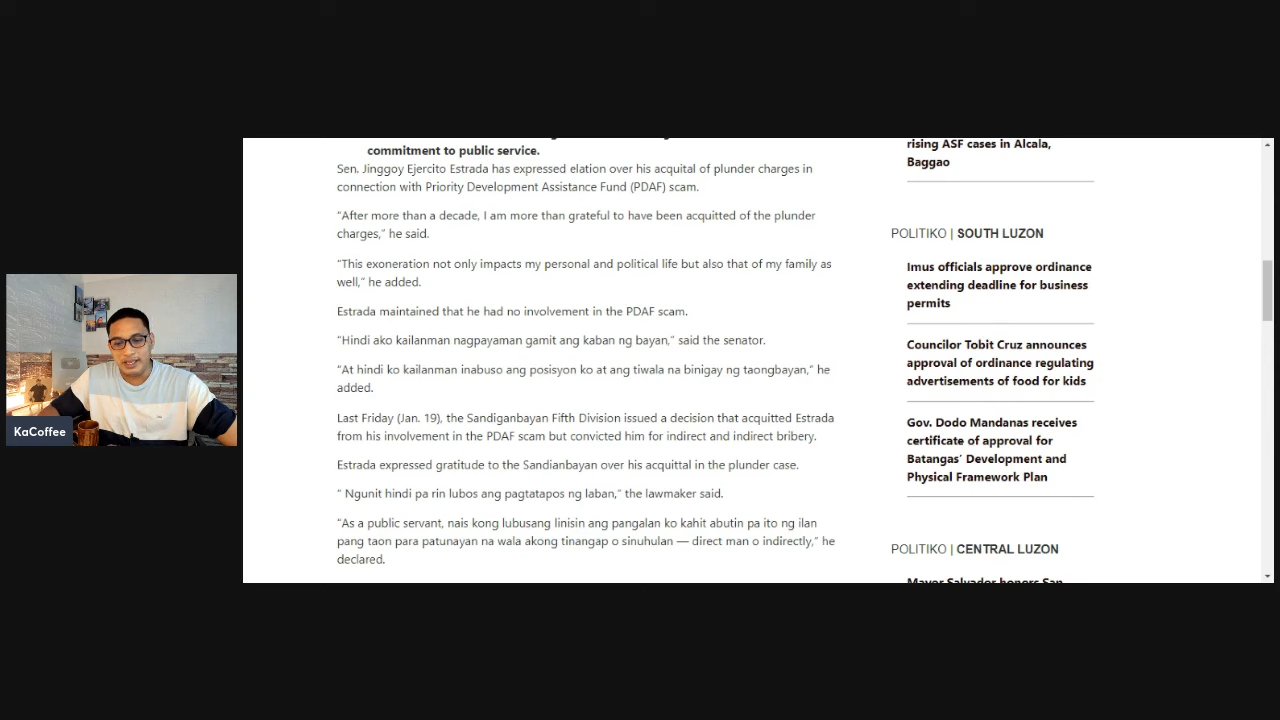 commitment to public service.
Sen. Jinggoy Ejercito Estrada has expressed elation over his acquital of plunder charges in
connection with Priority Development Assistance Fund (PDAF) scam.
“After more than a decade, I am more than grateful to have been acquitted of the plunder
charges,” he said.
“This exoneration not only impacts my personal and political life but also that of my family as
well,” he added.
Estrada maintained that he had no involvement in the PDAF scam.
“Hindi ako kailanman nagpayaman gamit ang kaban ng bayan,” said the senator.
“At hindi ko kailanman inabuso ang posisyon ko at ang tiwala na binigay ng taongbayan,” he
added.
Last Friday (Jan. 19), the Sandiganbayan Fifth Division issued a decision that acquitted Estrada
from his involvement in the PDAF scam but convicted him for indirect and indirect bribery.
Estrada expressed gratitude to the Sandianbayan over his acquittal in the plunder case.
“ Ngunit hindi pa rin lubos ang pagtatapos ng laban,” the lawmaker said.
“As a public servant, nais kong lubusang linisin ang pangalan ko kahit abutin pa ito ng ilan
pang taon para patunayan na wala akong tinangap o sinuhulan — direct man o indirectly,” he
declared.
rising ASF cases in Alcala,
Baggao
POLITIKO | SOUTH LUZON
Imus officials approve ordinance
extending deadline for business
permits
Councilor Tobit Cruz announces
approval of ordinance regulating
advertisements of food for kids
Gov. Dodo Mandanas receives
certificate of approval for
Batangas’ Development and
Physical Framework Plan
POLITIKO | CENTRAL LUZON
Mayor Salvador honors San
KaCoffee